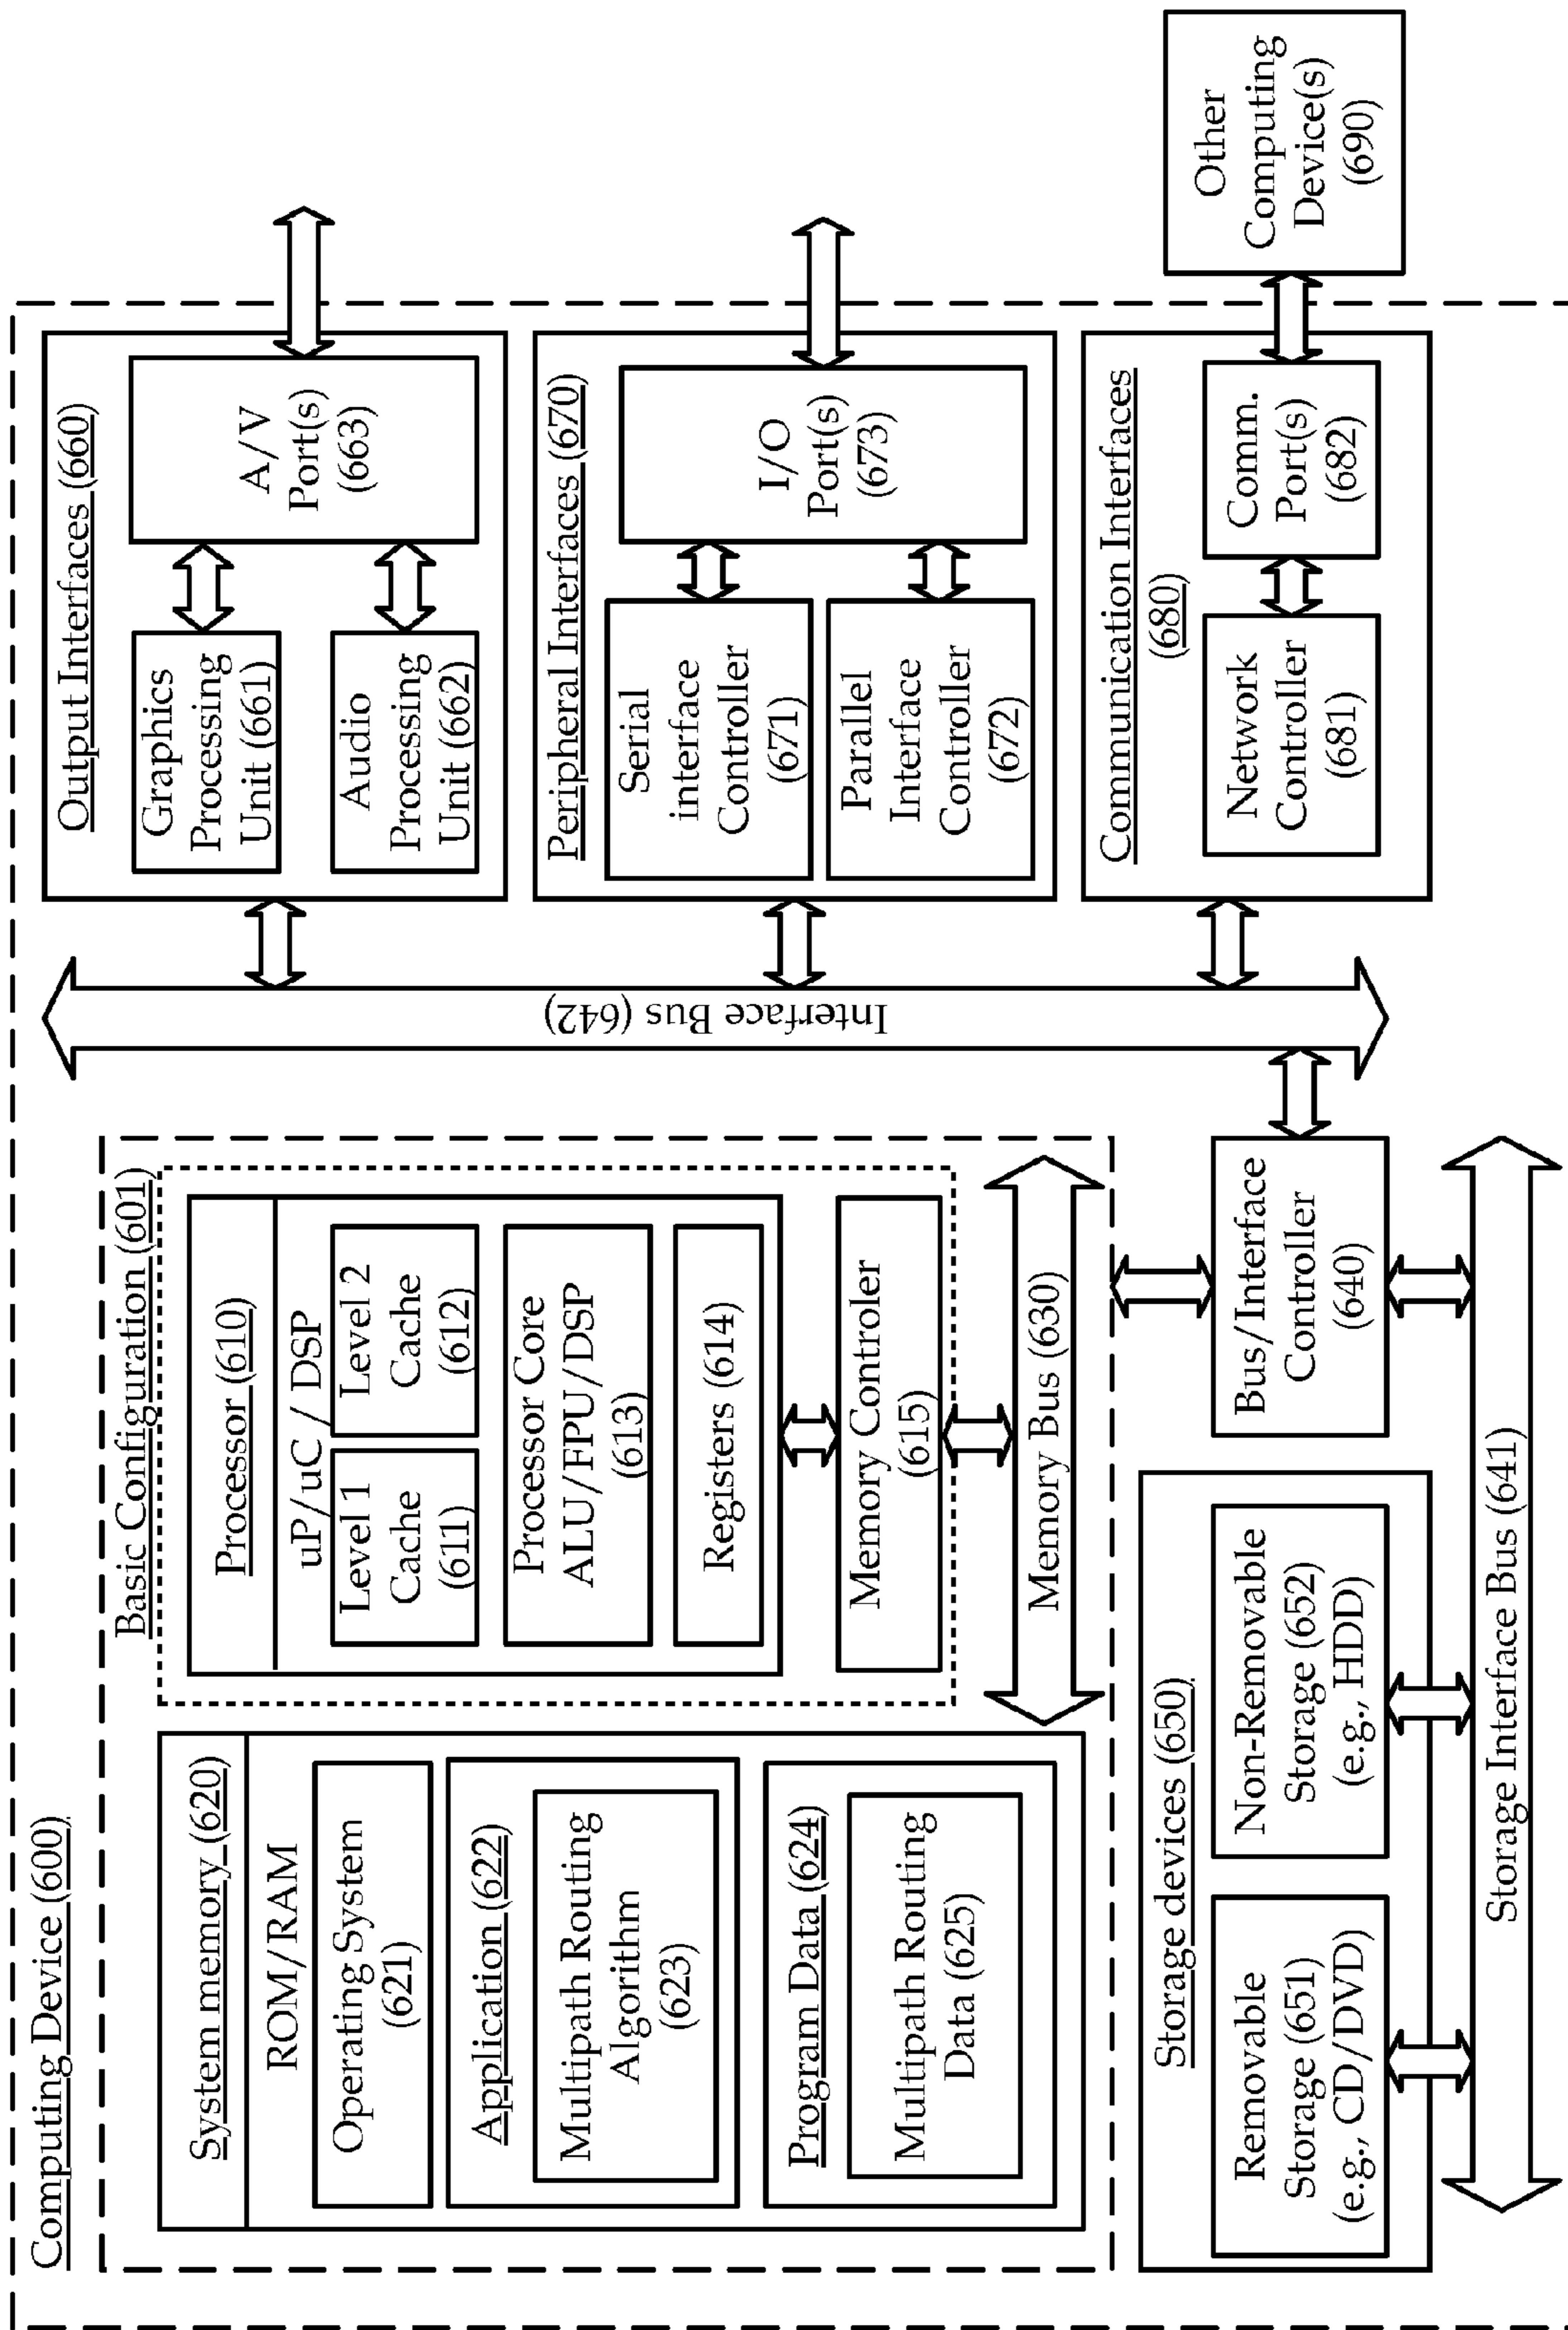 Computing Device (600)
Basic Configuration (601)
System memory (620)
ROM/RAM
Operating System
(621)
Application (622)
Multipath Routing
Algorithm
(623)
Program Data (624)
Multipath Routing
Data (625)
Processor (610)
uP/uC / DSP
Level 1
Cache
(611)
Level 2
Cache
(612)
Processor Core
ALU/FPU/DSP
(613)
Registers (614)
Memory Controler
(615)
Memory Bus (630)
Bus/Interface
Controller
(640)
Storage devices (650)
Removable
Storage (651)
(e.g., CD/DVD)
Non-Removable
Storage (652)
(e.g., HDD)
Storage Interface Bus (641)
Interface Bus (642)
Output Interfaces (660)
Graphics
Processing
Unit (661)
Audio
Processing
Unit (662)
A/V
Port(s)
(663)
Peripheral Interfaces (670)
Serial
interface
Controller
(671)
Parallel
Interface
Controller
(672)
I/O
Port(s)
(673)
Communication Interfaces
(680)
Network
Controller
(681)
Comm.
Port(s)
(682)
Other
Computing
Device(s)
(690)